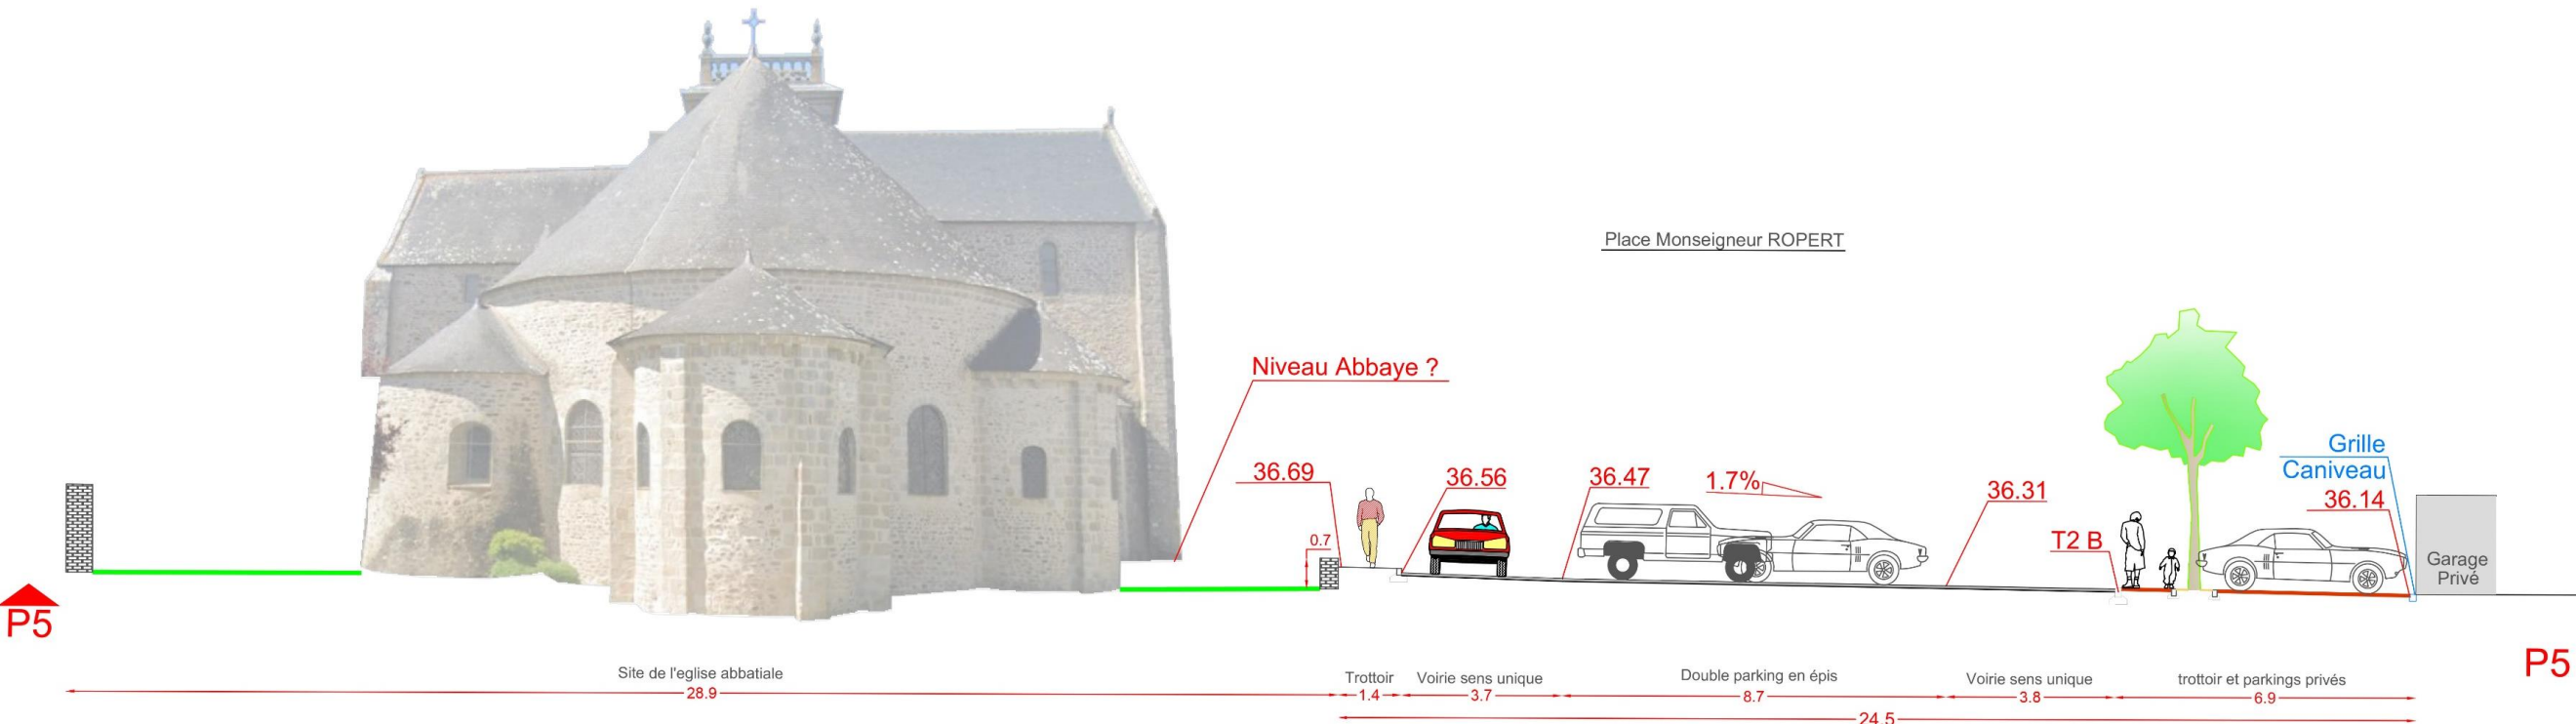 Place Monseigneur ROPERT
Niveau Abbaye ?
36.69
36.56
36.47
1.7%
36.31
Grille
Caniveau
36.14
T2 B
0.7
Garage
Privé
P5
P5
Site de l'eglise abbatiale
28.9
Trottoir
1.4
Voirie sens unique
3.7
Double parking en épis
8.7
Voirie sens unique
3.8
trottoir et parkings privés
6.9
24.5